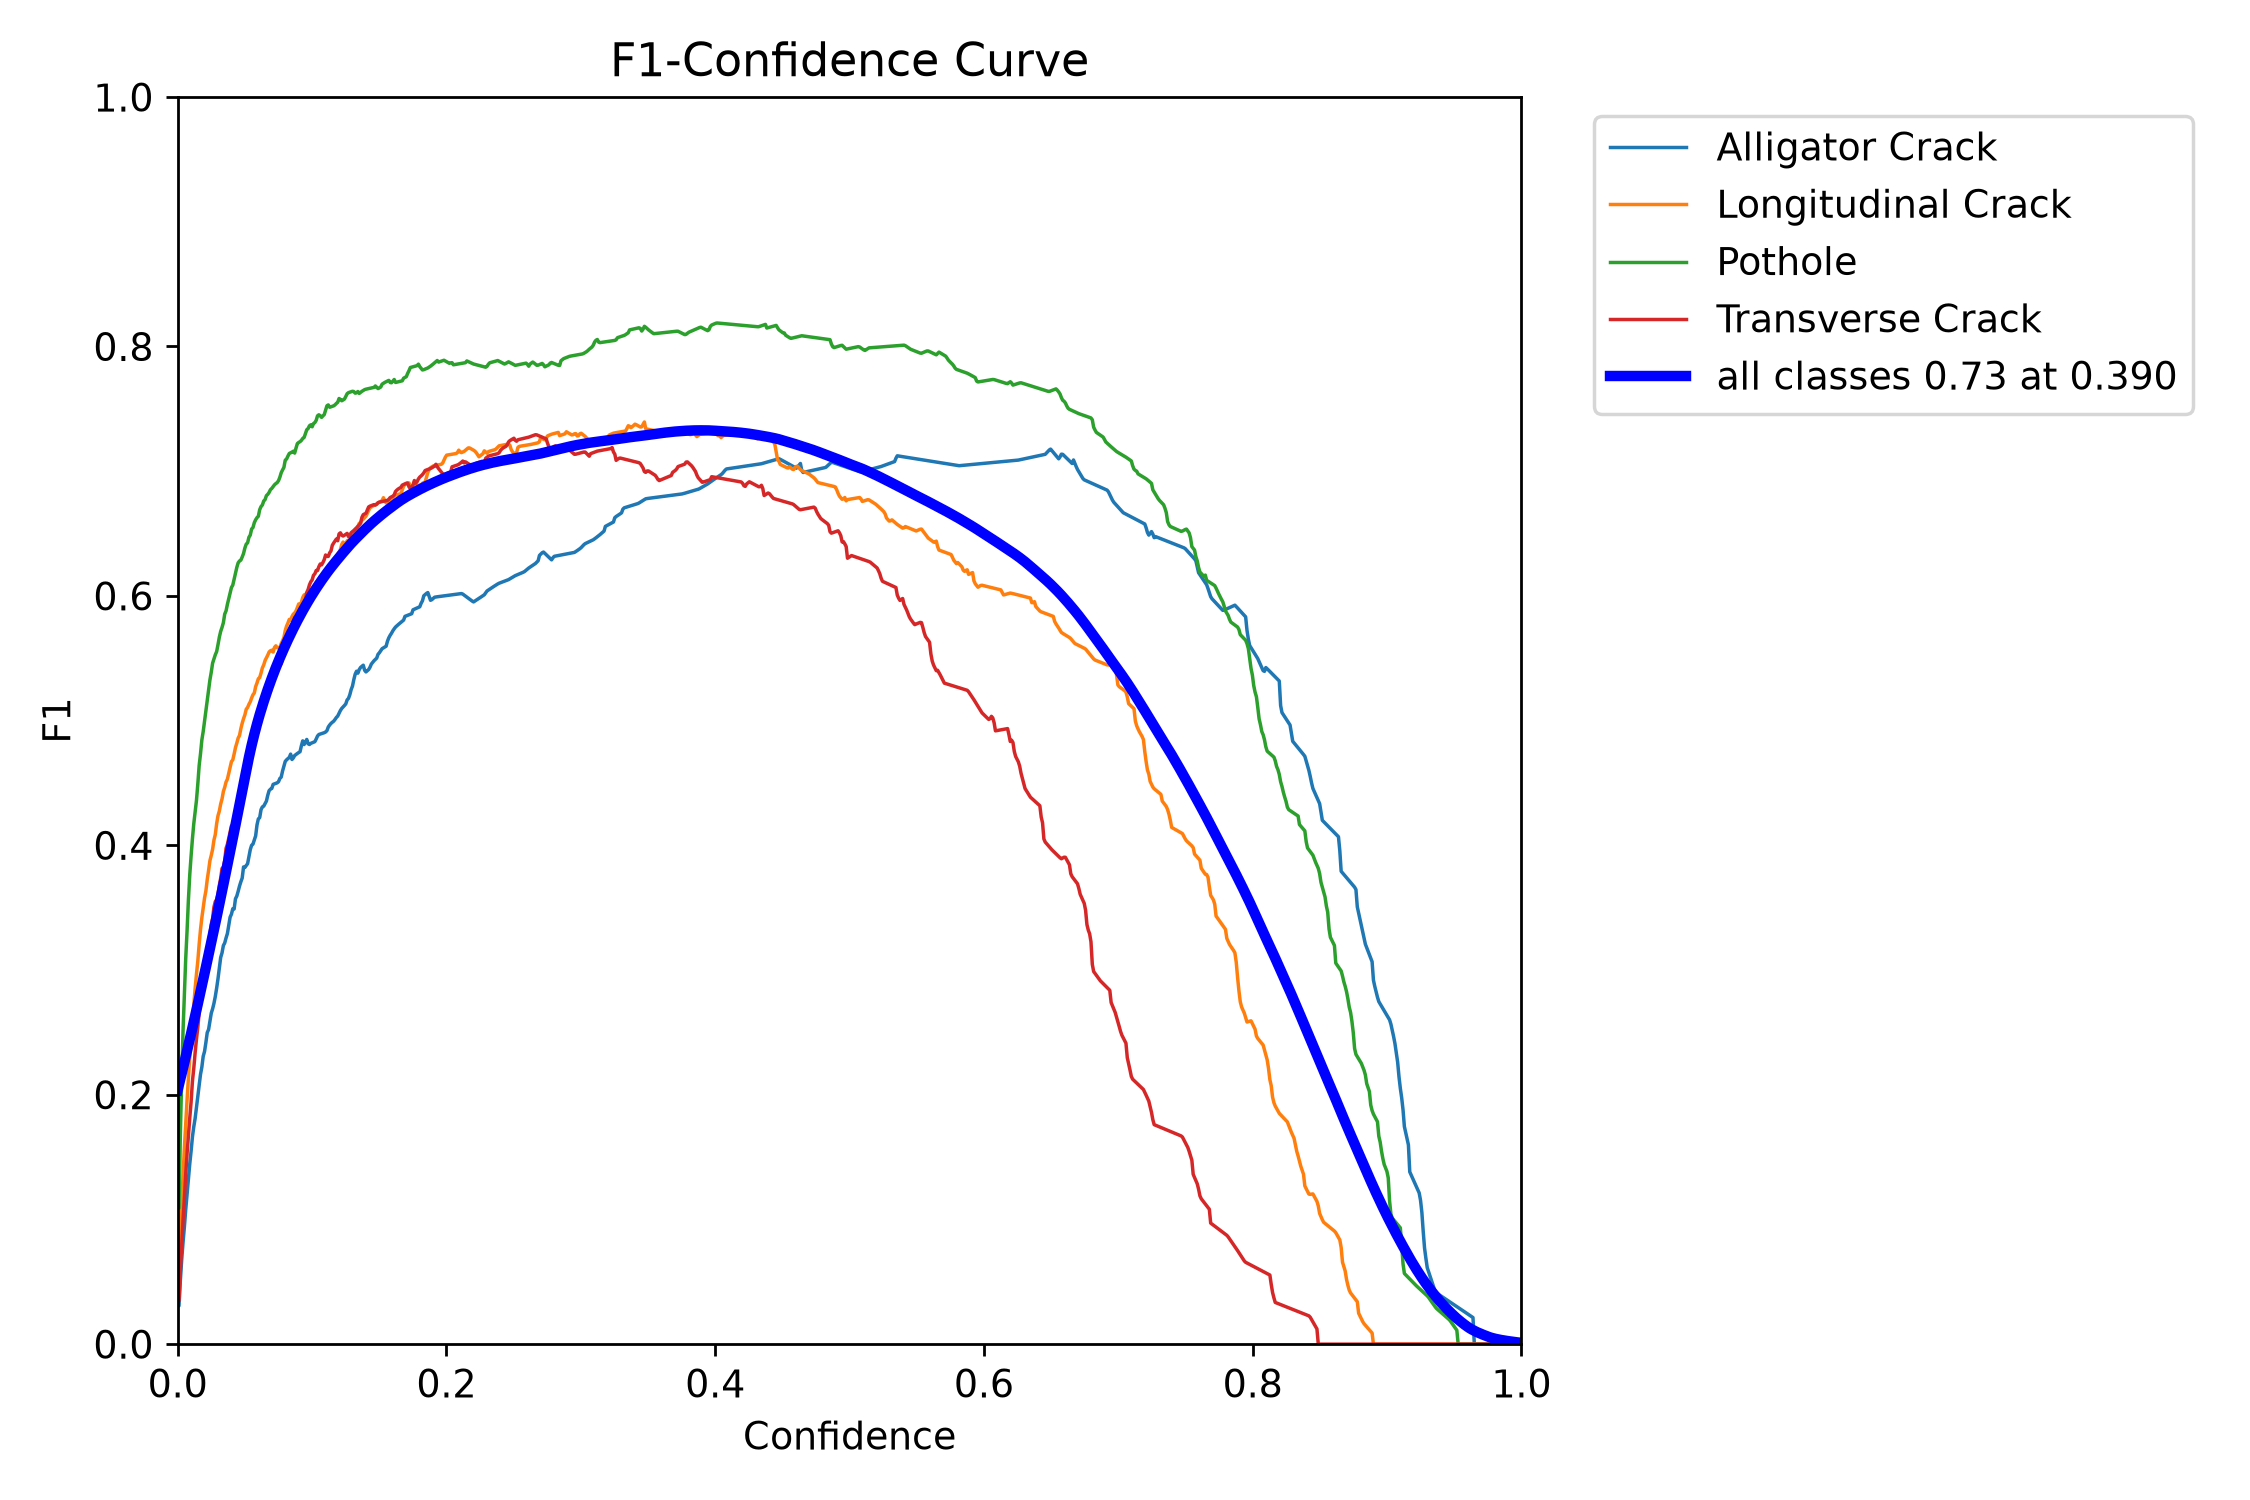 F1-Confidence Curve
1.0
0.8
0.6
0.4
0.2
0.0
F1
0.0 0.2 0.4 0.6 0.8 1.0
Confidence
Alligator Crack
Longitudinal Crack
Pothole
Transverse Crack
all classes 0.73 at 0.390